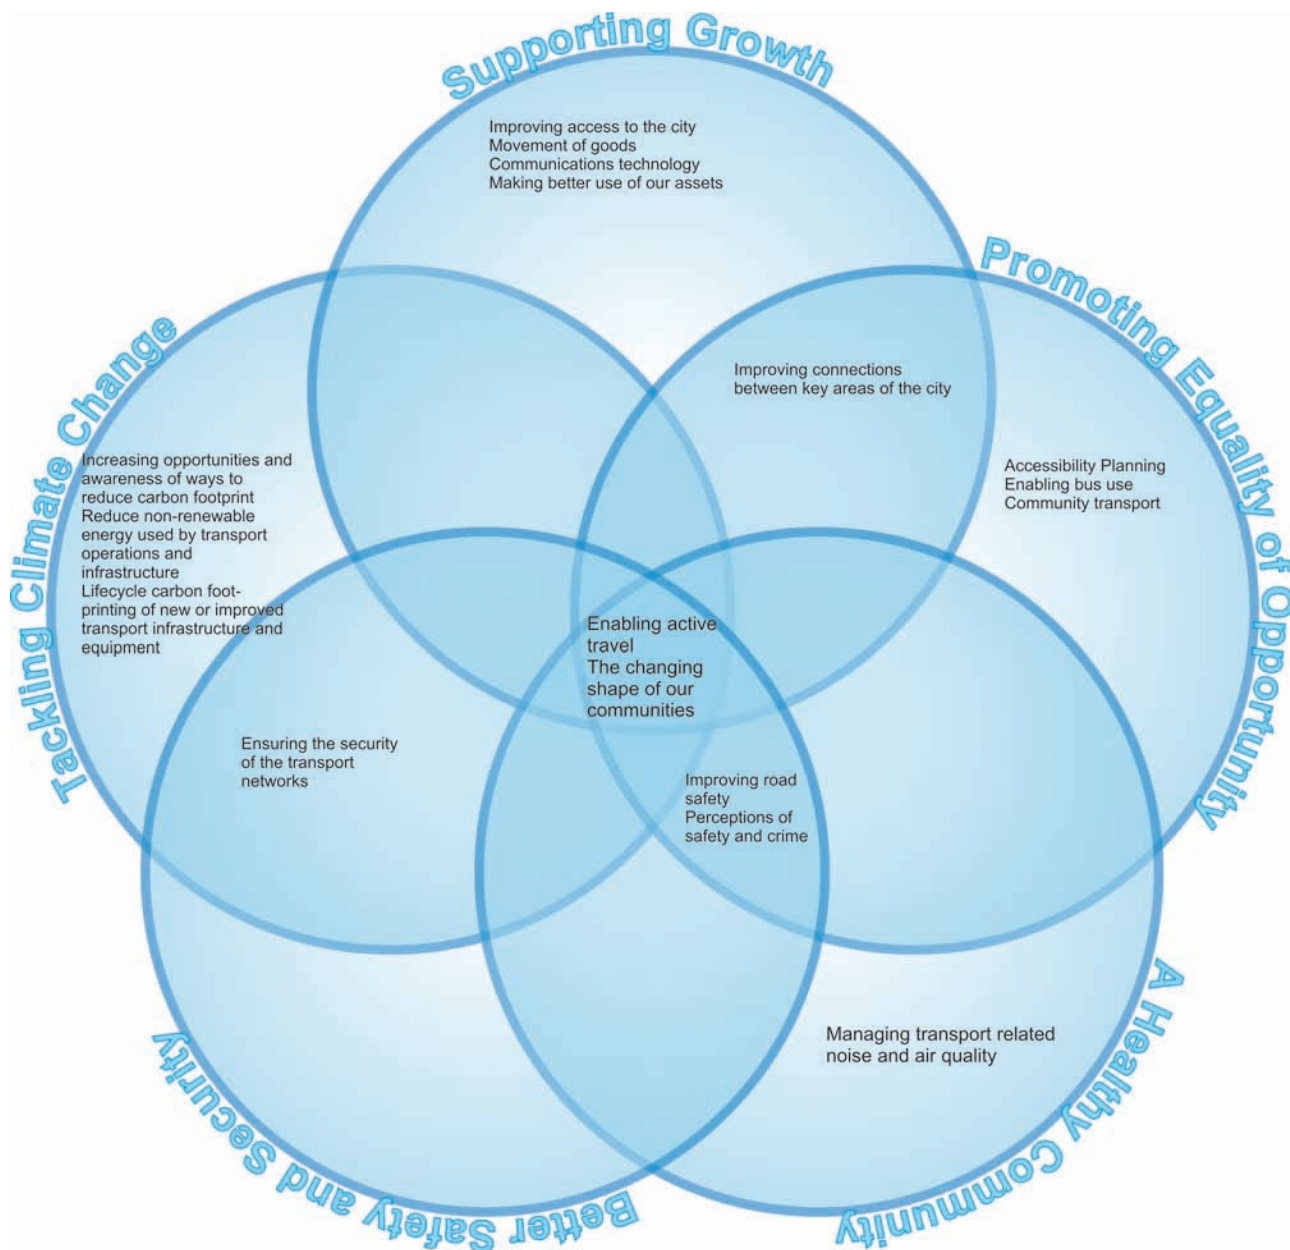 Supporting Growth
Improving access to the city
Movement of goods
Communications technology
Making better use of our assets
Promoting Equality of Opportunity
Improving connections
between key areas of the city
Accessibility Planning
Enabling bus use
Community transport
Tackling Climate Change
Increasing opportunities and
awareness of ways to
reduce carbon footprint
Reduce non-renewable
energy used by transport
operations and
infrastructure
Lifecycle carbon foot-
printing of new or improved
transport infrastructure and
equipment
Enabling active
travel
The changing
shape of our
communities
Ensuring the security
of the transport
networks
Improving road
safety
Perceptions of
safety and crime
Managing transport related
noise and air quality
A Healthy Community
Better Safety and Security